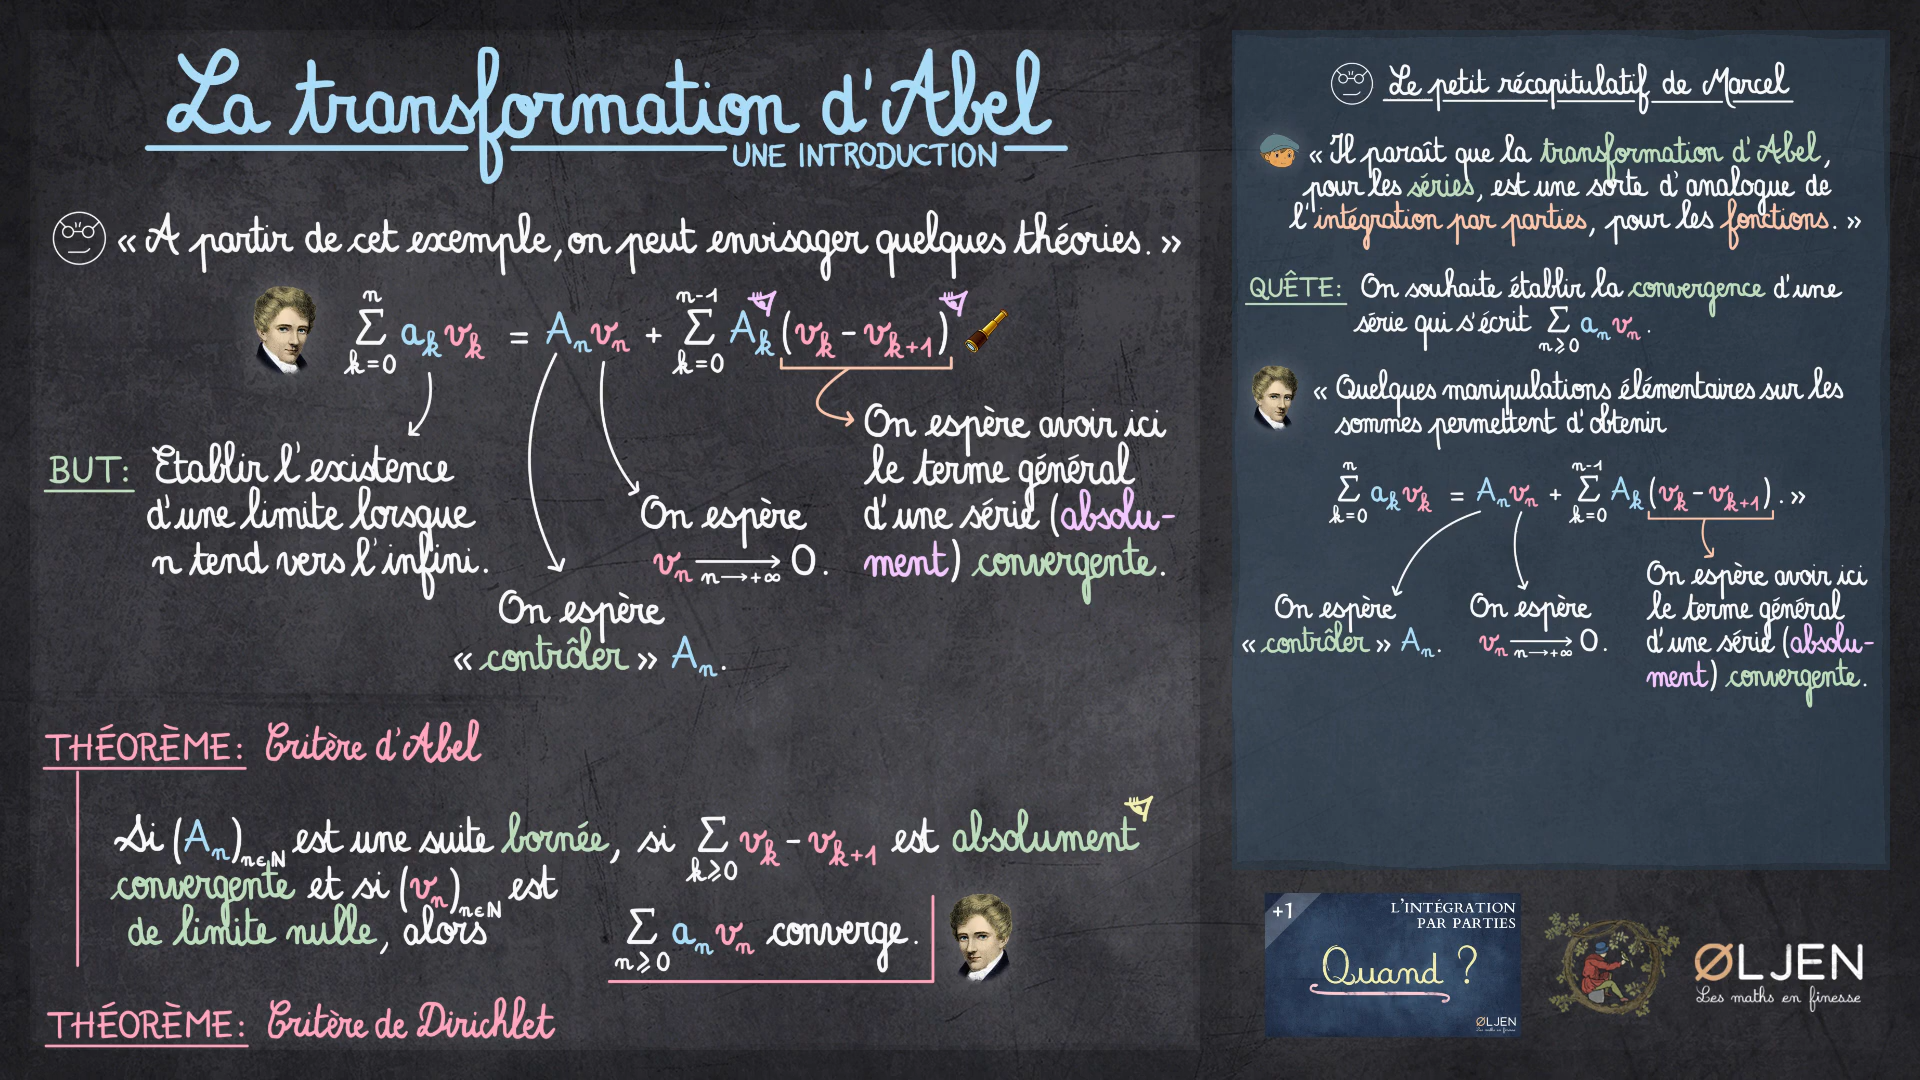 La transformation d'Abel
UNE INTRODUCTION
« A partir de cet exemple, on peut envisager quelques théories. »
n ∑ k=0 a_k v_k = A_n v_n + n-1 ∑ k=0 A_k (v_k - v_{k+1})
BUT: Etablir l'existence
d'une limite lorsque
n tend vers l'infini.
On espère
« contrôler » A_n.
On espère
v_n ⟶ n→+∞ 0.
On espère avoir ici
le terme général
d'une série (absolu-
ment) convergente.
THÉORÈME: Critère d'Abel
Si (A_n)_{n∈ℕ} est une suite bornée, si ∑ k⩾0 v_k - v_{k+1} est absolument
convergente et si (v_n)_{n∈ℕ} est
de limite nulle, alors
∑ n⩾0 a_n v_n converge.
THÉORÈME: Critère de Dirichlet
Le petit récapitulatif de Marcel
« Il paraît que la transformation d'Abel,
pour les séries, est une sorte d'analogue de
l'intégration par parties, pour les fonctions. »
QUÊTE: On souhaite établir la convergence d'une
série qui s'écrit ∑ n⩾0 a_n v_n.
« Quelques manipulations élémentaires sur les
sommes permettent d'obtenir
n ∑ k=0 a_k v_k = A_n v_n + n-1 ∑ k=0 A_k (v_k - v_{k+1}). »
On espère
« contrôler » A_n.
On espère
v_n ⟶ n→+∞ 0.
On espère avoir ici
le terme général
d'une série (absolu-
ment) convergente.
+1
L'INTÉGRATION
PAR PARTIES
Quand ?
ØLJEN
Les maths en finesse
ØLJEN
Les maths en finesse